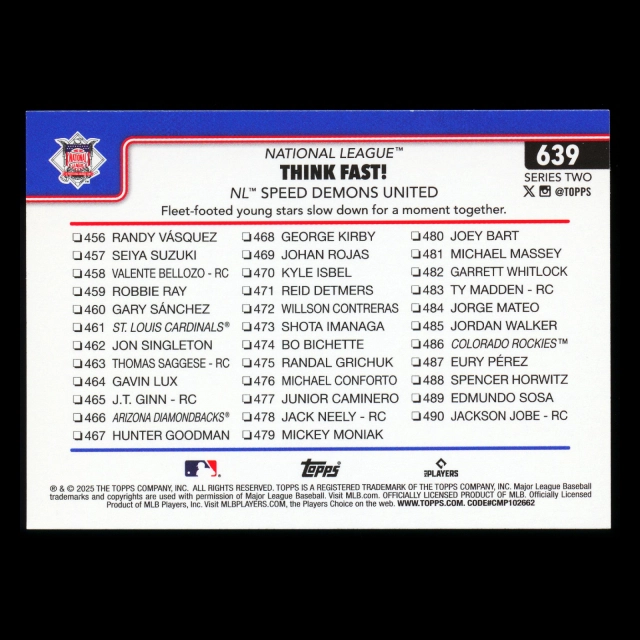 NATIONAL LEAGUE™
THINK FAST!
NL™ SPEED DEMONS UNITED
Fleet-footed young stars slow down for a moment together.
639
SERIES TWO
@TOPPS
NATIONAL
❏456 RANDY VÁSQUEZ
❏457 SEIYA SUZUKI
❏458 VALENTE BELLOZO - RC
❏459 ROBBIE RAY
❏460 GARY SÁNCHEZ
❏461 ST. LOUIS CARDINALS®
❏462 JON SINGLETON
❏463 THOMAS SAGGESE - RC
❏464 GAVIN LUX
❏465 J.T. GINN - RC
❏466 ARIZONA DIAMONDBACKS®
❏467 HUNTER GOODMAN
❏468 GEORGE KIRBY
❏469 JOHAN ROJAS
❏470 KYLE ISBEL
❏471 REID DETMERS
❏472 WILLSON CONTRERAS
❏473 SHOTA IMANAGA
❏474 BO BICHETTE
❏475 RANDAL GRICHUK
❏476 MICHAEL CONFORTO
❏477 JUNIOR CAMINERO
❏478 JACK NEELY - RC
❏479 MICKEY MONIAK
❏480 JOEY BART
❏481 MICHAEL MASSEY
❏482 GARRETT WHITLOCK
❏483 TY MADDEN - RC
❏484 JORGE MATEO
❏485 JORDAN WALKER
❏486 COLORADO ROCKIES™
❏487 EURY PÉREZ
❏488 SPENCER HORWITZ
❏489 EDMUNDO SOSA
❏490 JACKSON JOBE - RC
Topps
PLAYERS
® & © 2025 THE TOPPS COMPANY, INC. ALL RIGHTS RESERVED. TOPPS IS A REGISTERED TRADEMARK OF THE TOPPS COMPANY, INC. Major League Baseball
trademarks and copyrights are used with permission of Major League Baseball. Visit MLB.com. OFFICIALLY LICENSED PRODUCT OF MLB. Officially Licensed
Product of MLB Players, Inc. Visit MLBPLAYERS.COM, the Players Choice on the web. WWW.TOPPS.COM. CODE#CMP102662